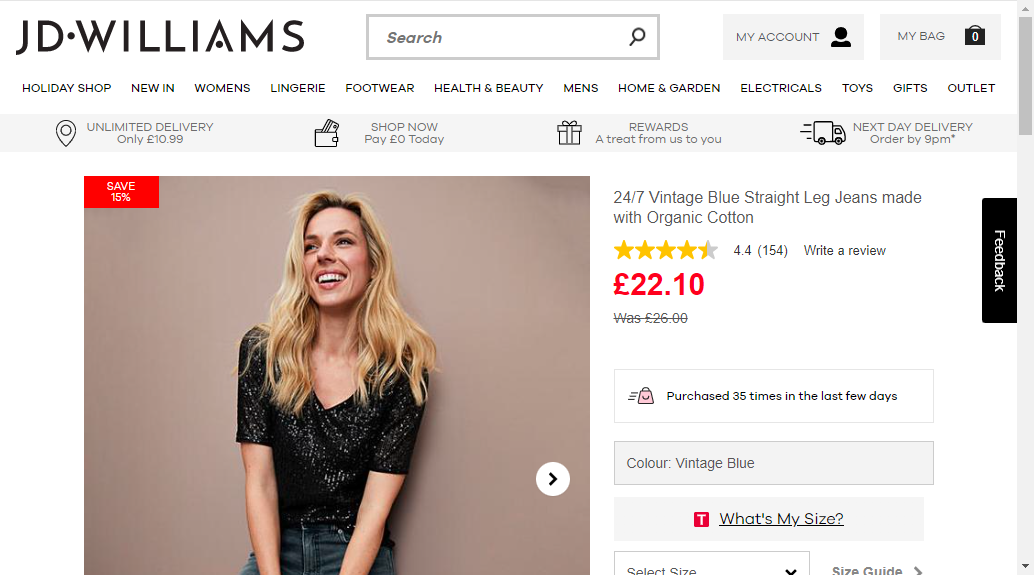 JD·WILLIAMS
Search
MY ACCOUNT
MY BAG
0
HOLIDAY SHOP NEW IN WOMENS LINGERIE FOOTWEAR HEALTH & BEAUTY MENS HOME & GARDEN ELECTRICALS TOYS GIFTS OUTLET
UNLIMITED DELIVERY
Only £10.99
SHOP NOW
Pay £0 Today
REWARDS
A treat from us to you
NEXT DAY DELIVERY
Order by 9pm*
SAVE
15%
24/7 Vintage Blue Straight Leg Jeans made
with Organic Cotton
4.4 (154) Write a review
£22.10
Was £26.00
Purchased 35 times in the last few days
Colour: Vintage Blue
T What's My Size?
Select Size
Size Guide
Feedback